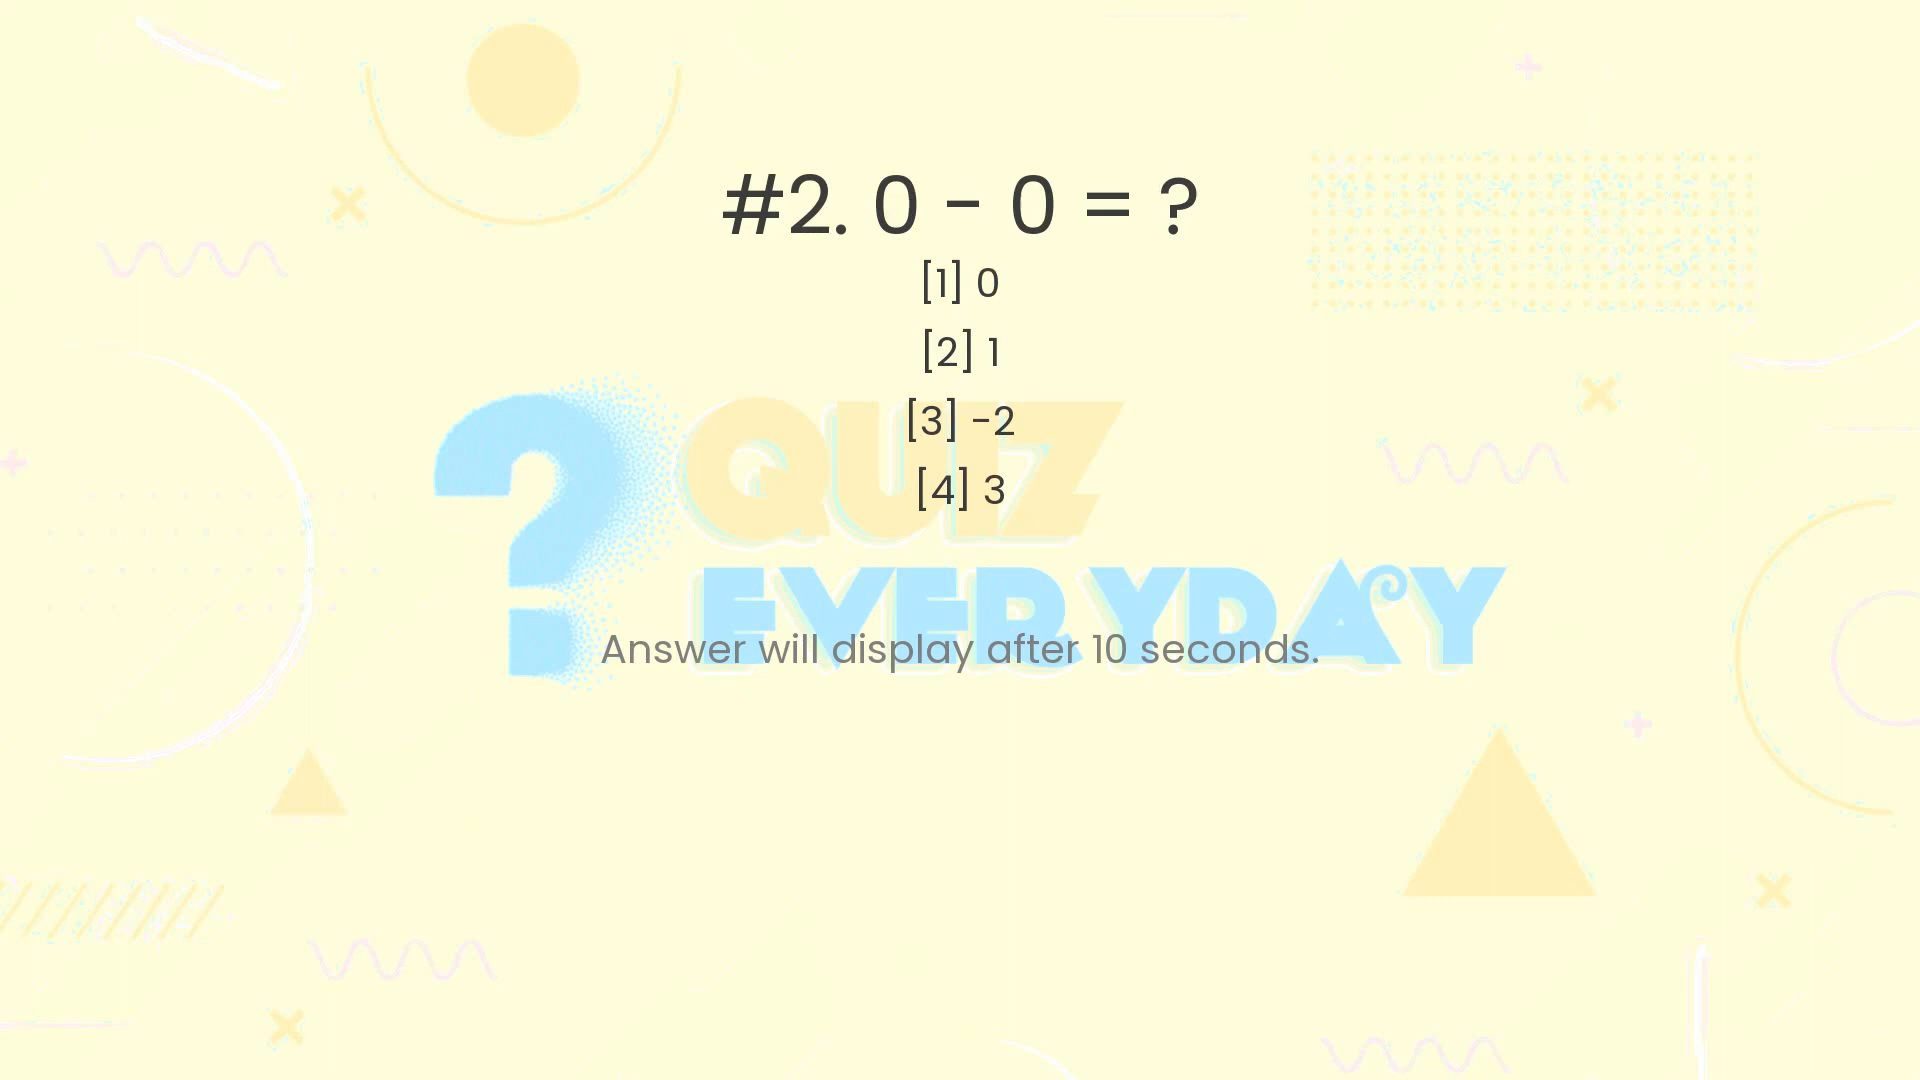 #2. 0 - 0 = ?
[1] 0
[2] 1
[3] -2
[4] 3
? QUIZ
EVERYDAY
Answer will display after 10 seconds.